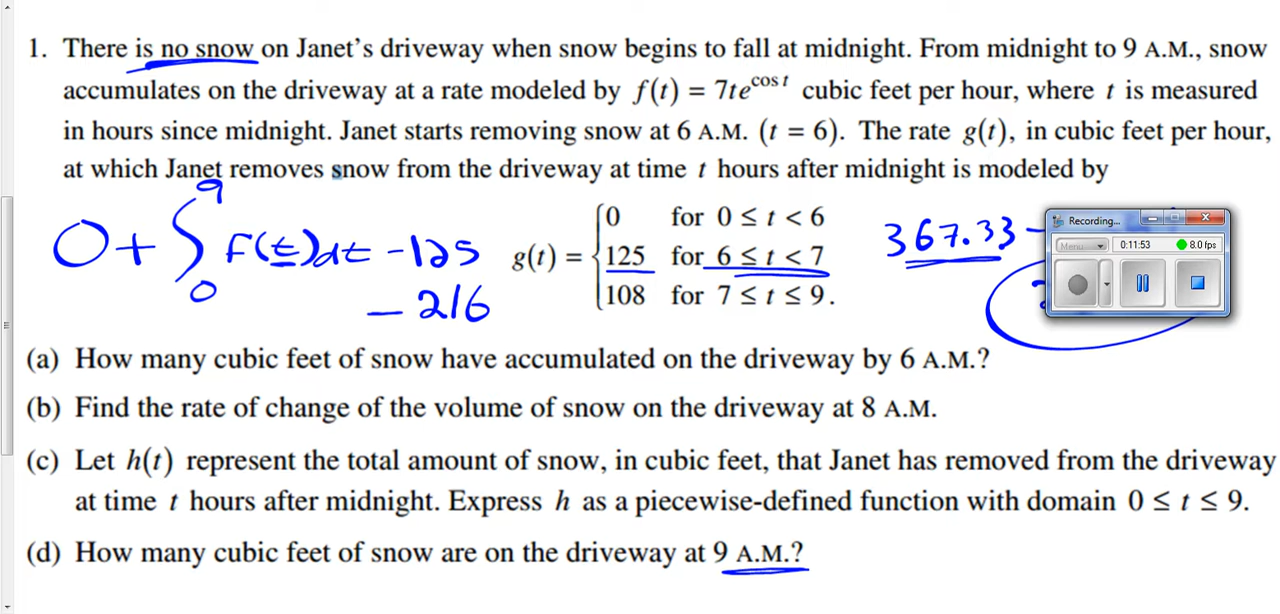 1. There is no snow on Janet's driveway when snow begins to fall at midnight. From midnight to 9 A.M., snow
accumulates on the driveway at a rate modeled by f(t) = 7te^cos t cubic feet per hour, where t is measured
in hours since midnight. Janet starts removing snow at 6 A.M. (t = 6). The rate g(t), in cubic feet per hour,
at which Janet removes snow from the driveway at time t hours after midnight is modeled by
0 + ∫₀⁹ f(t)dt - 125
- 216
g(t) = {
0 for 0 ≤ t < 6
125 for 6 ≤ t < 7
108 for 7 ≤ t ≤ 9.
367.33 -
Recording...
Menu
0:11:53
8.0 fps
(a) How many cubic feet of snow have accumulated on the driveway by 6 A.M.?
(b) Find the rate of change of the volume of snow on the driveway at 8 A.M.
(c) Let h(t) represent the total amount of snow, in cubic feet, that Janet has removed from the driveway
at time t hours after midnight. Express h as a piecewise-defined function with domain 0 ≤ t ≤ 9.
(d) How many cubic feet of snow are on the driveway at 9 A.M.?